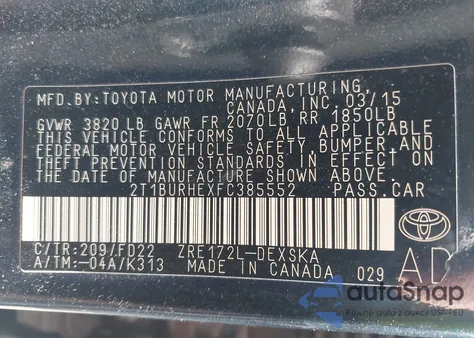 MFD.BY:TOYOTA MOTOR MANUFACTURING,
CANADA, INC. 03/15
GVWR 3820LB GAWR FR 2070LB RR 1850LB
THIS VEHICLE CONFORMS TO ALL APPLICABLE
FEDERAL MOTOR VEHICLE SAFETY,BUMPER,AND
THEFT PREVENTION STANDARDS IN EFFECT ON
THE DATE OF MANUFACTURE SHOWN ABOVE.
2T1BURHEXFC385552 PASS.CAR
C/TR:209/FD22 ZRE172L-DEXSKA
A/TM:-04A/K313 MADE IN CANADA 029
AD
autoSnap